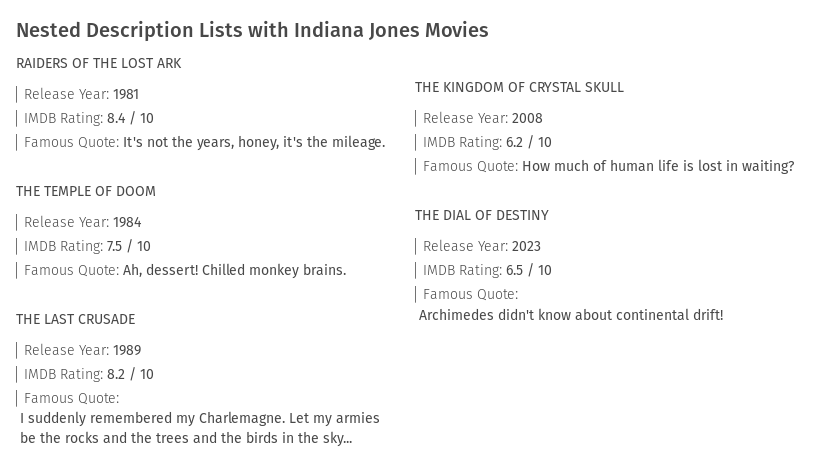 Nested Description Lists with Indiana Jones Movies
RAIDERS OF THE LOST ARK
Release Year: 1981
IMDB Rating: 8.4 / 10
Famous Quote: It's not the years, honey, it's the mileage.
THE TEMPLE OF DOOM
Release Year: 1984
IMDB Rating: 7.5 / 10
Famous Quote: Ah, dessert! Chilled monkey brains.
THE LAST CRUSADE
Release Year: 1989
IMDB Rating: 8.2 / 10
Famous Quote:
I suddenly remembered my Charlemagne. Let my armies
be the rocks and the trees and the birds in the sky...
THE KINGDOM OF CRYSTAL SKULL
Release Year: 2008
IMDB Rating: 6.2 / 10
Famous Quote: How much of human life is lost in waiting?
THE DIAL OF DESTINY
Release Year: 2023
IMDB Rating: 6.5 / 10
Famous Quote:
Archimedes didn't know about continental drift!